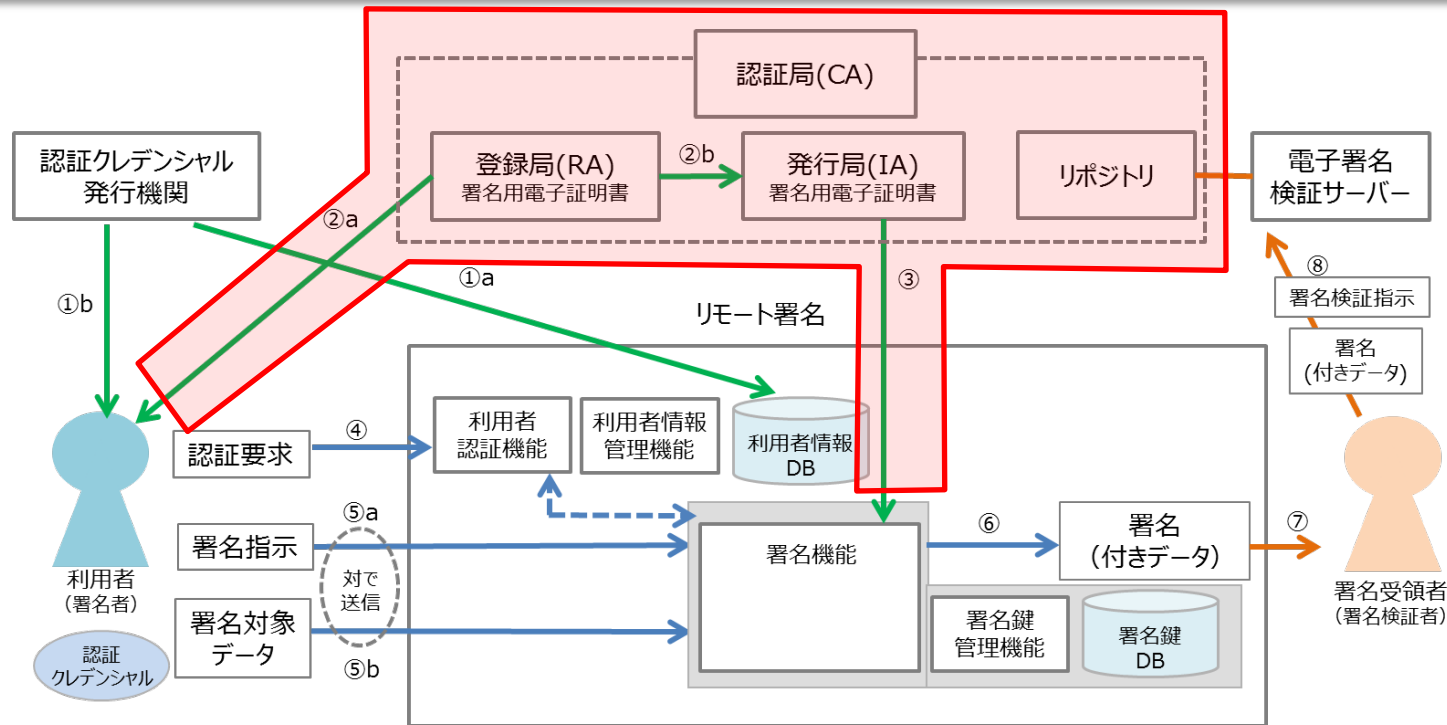 認証局(CA)
認証クレデンシャル
発行機関
登録局(RA)
署名用電子証明書
②b
発行局(IA)
署名用電子証明書
リポジトリ
電子署名
検証サーバー
②a
①b
①a
③
⑧
署名検証指示
リモート署名
署名
(付きデータ)
認証要求
④
利用者
認証機能
利用者情報
管理機能
利用者情報
DB
⑤a
署名指示
対で
送信
署名機能
⑥
署名
(付きデータ)
⑦
利用者
(署名者)
署名受領者
(署名検証者)
署名対象
データ
⑤b
署名鍵
管理機能
署名鍵
DB
認証
クレデンシャル